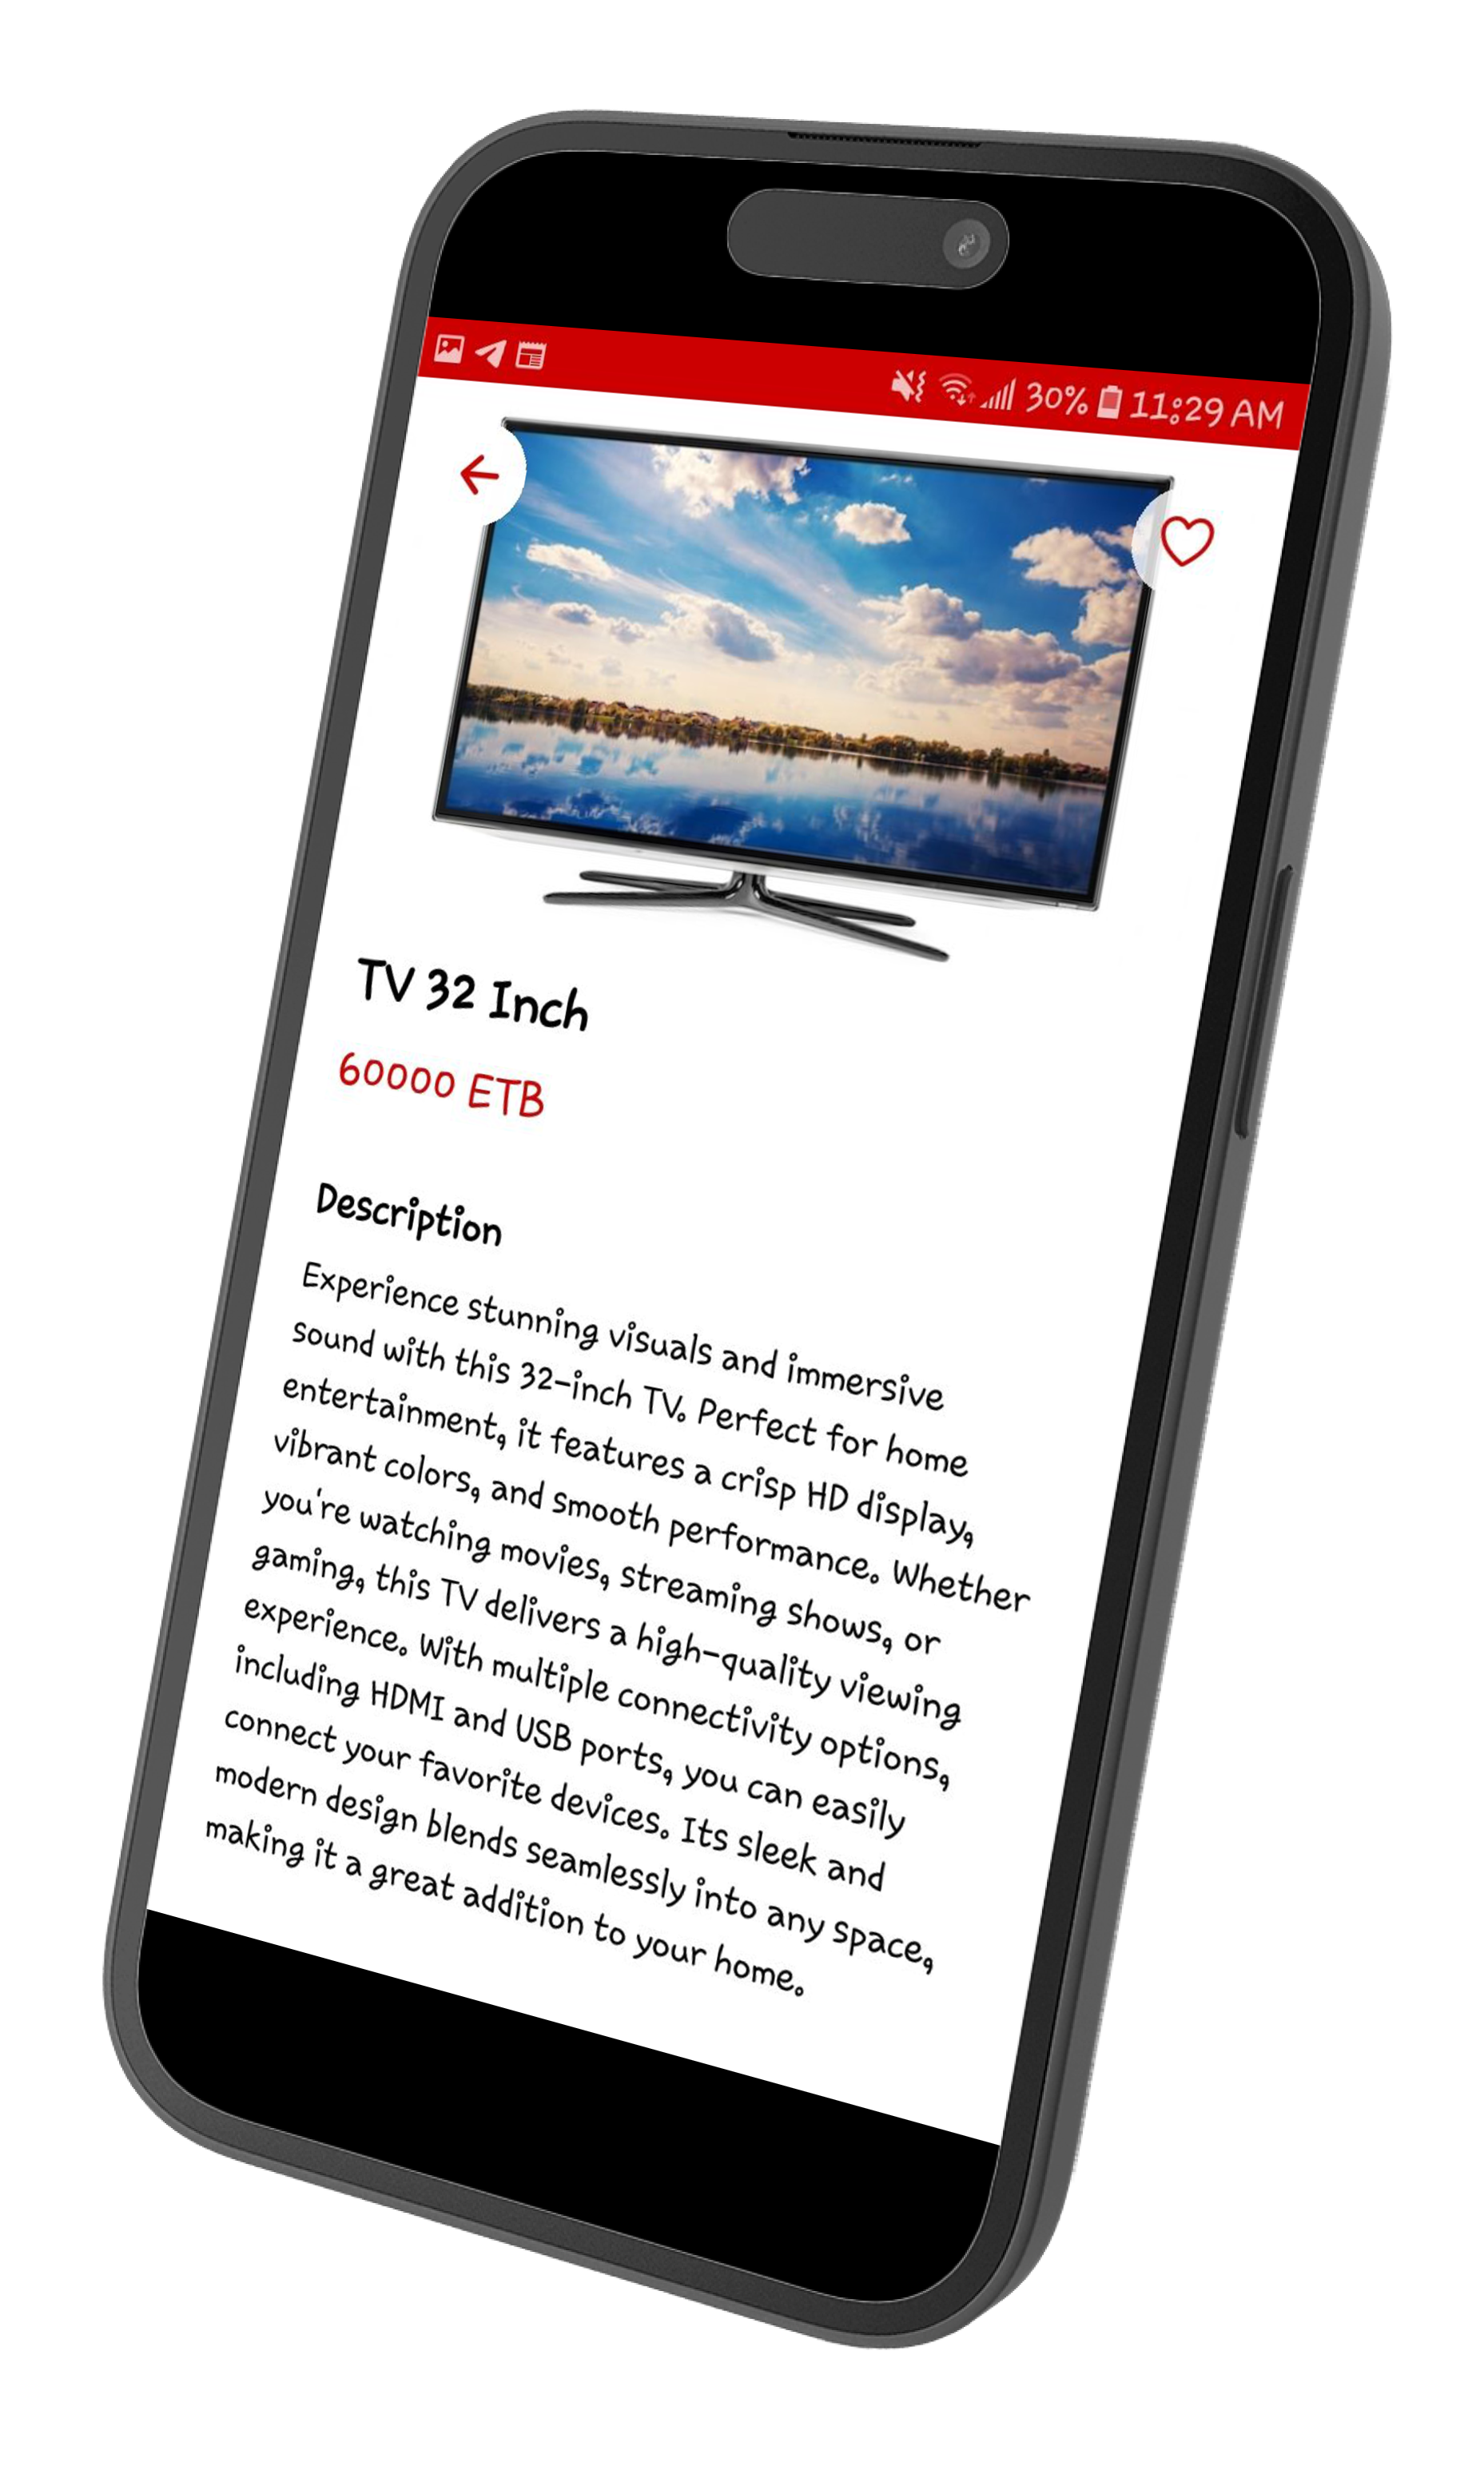 30% 11:29 AM
TV 32 Inch
60000 ETB
Description
Experience stunning visuals and immersive
sound with this 32-inch TV. Perfect for home
entertainment, it features a crisp HD display,
vibrant colors, and smooth performance. Whether
you're watching movies, streaming shows, or
gaming, this TV delivers a high-quality viewing
experience. With multiple connectivity options,
including HDMI and USB ports, you can easily
connect your favorite devices. Its sleek and
modern design blends seamlessly into any space,
making it a great addition to your home.